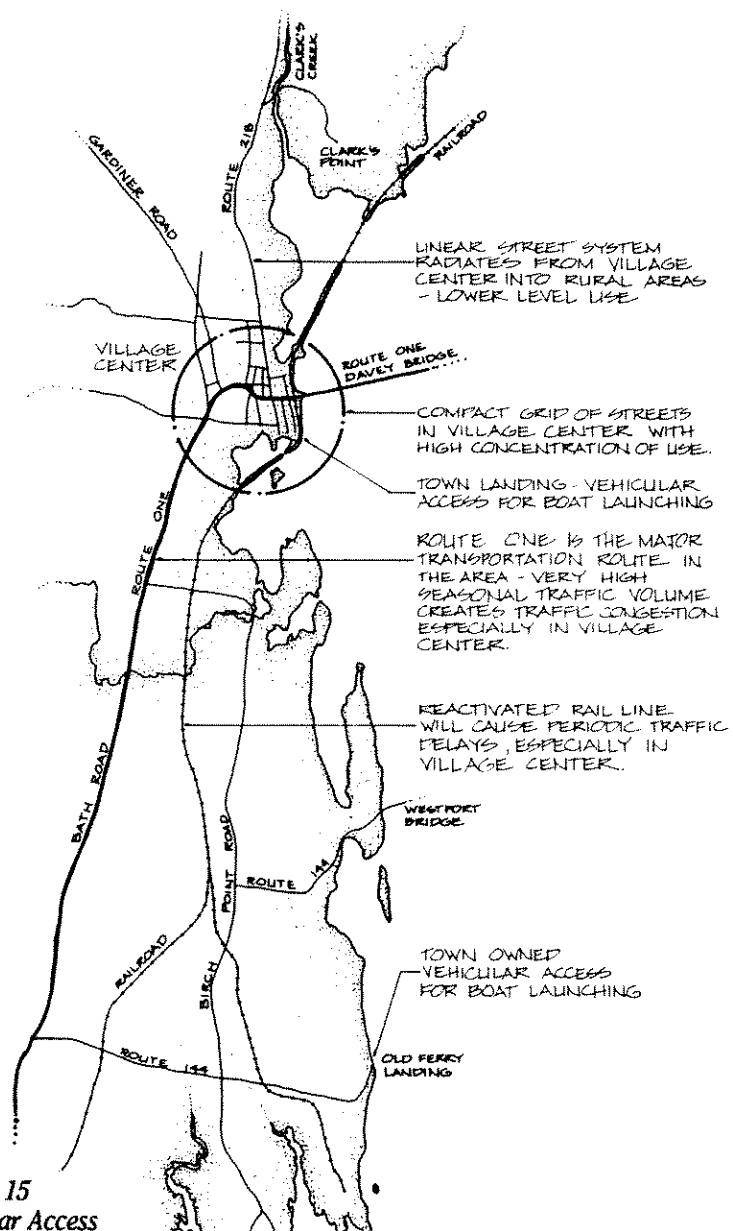 CLARK'S
CREEK
ROUTE 218
GARDINER ROAD
CLARK'S
POINT
RAILROAD
LINEAR STREET SYSTEM
RADIATES FROM VILLAGE
CENTER INTO RURAL AREAS
- LOWER LEVEL USE
VILLAGE
CENTER
ROUTE ONE
DAVEY BRIDGE
COMPACT GRID OF STREETS
IN VILLAGE CENTER WITH
HIGH CONCENTRATION OF USE.
TOWN LANDING - VEHICULAR
ACCESS FOR BOAT LAUNCHING
ROUTE ONE
ROUTE ONE IS THE MAJOR
TRANSPORTATION ROUTE IN
THE AREA - VERY HIGH
SEASONAL TRAFFIC VOLUME
CREATES TRAFFIC CONGESTION
ESPECIALLY IN VILLAGE
CENTER.
REACTIVATED RAIL LINE
WILL CAUSE PERIODIC TRAFFIC
DELAYS, ESPECIALLY IN
VILLAGE CENTER.
BATH ROAD
WESTPORT
BRIDGE
POINT ROAD
ROUTE 144
RAILROAD
BIRCH
TOWN OWNED
VEHICULAR ACCESS
FOR BOAT LAUNCHING
ROUTE 144
OLD FERRY
LANDING
15
ar Access